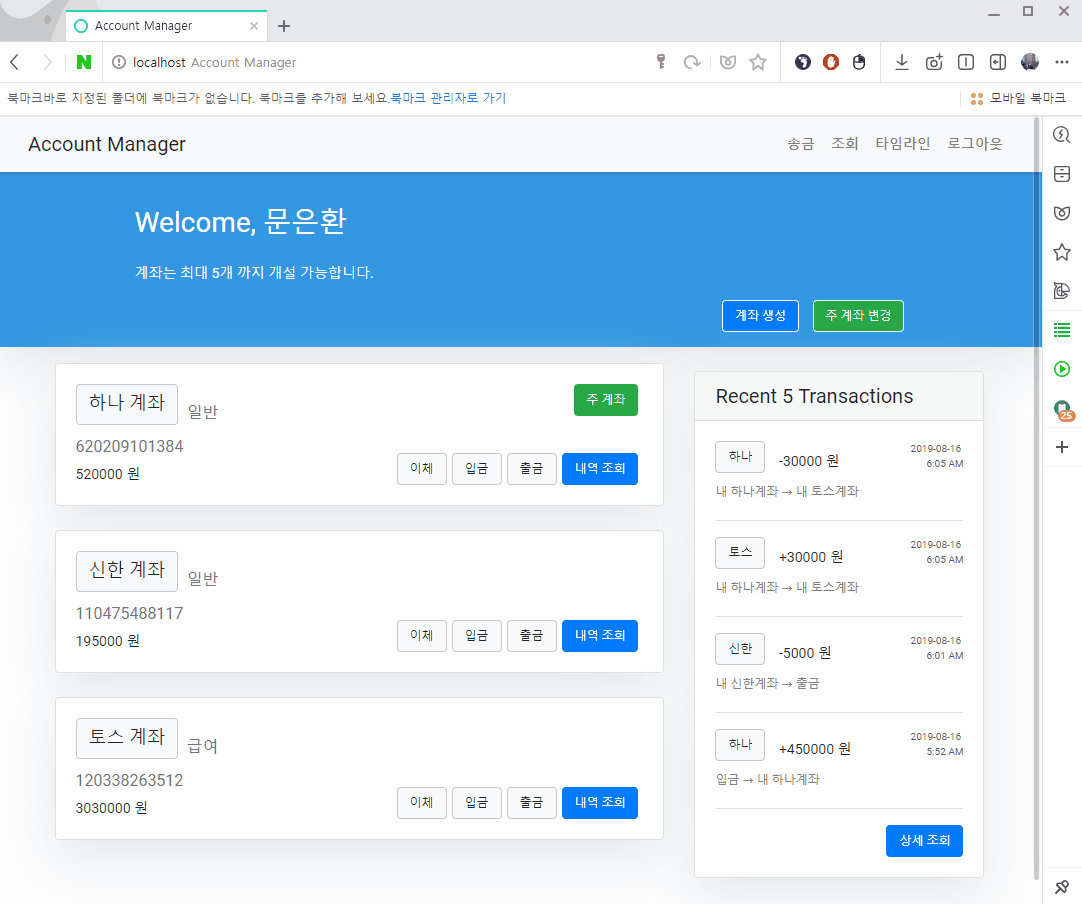 Account Manager
localhost Account Manager
북마크바로 지정된 폴더에 북마크가 없습니다. 북마크를 추가해 보세요.북마크 관리자로 가기
모바일 북마크
Account Manager
송금 조회 타임라인 로그아웃
Welcome, 문은환
계좌는 최대 5개 까지 개설 가능합니다.
계좌 생성 주 계좌 변경
하나 계좌 일반
주 계좌
620209101384
520000 원
이체 입금 출금 내역 조회
신한 계좌 일반
110475488117
195000 원
이체 입금 출금 내역 조회
토스 계좌 급여
120338263512
3030000 원
이체 입금 출금 내역 조회
Recent 5 Transactions
하나 -30000 원
2019-08-16
6:05 AM
내 하나계좌 → 내 토스계좌
토스 +30000 원
2019-08-16
6:05 AM
내 하나계좌 → 내 토스계좌
신한 -5000 원
2019-08-16
6:01 AM
내 신한계좌 → 출금
하나 +450000 원
2019-08-16
5:52 AM
입금 → 내 하나계좌
상세 조회
25